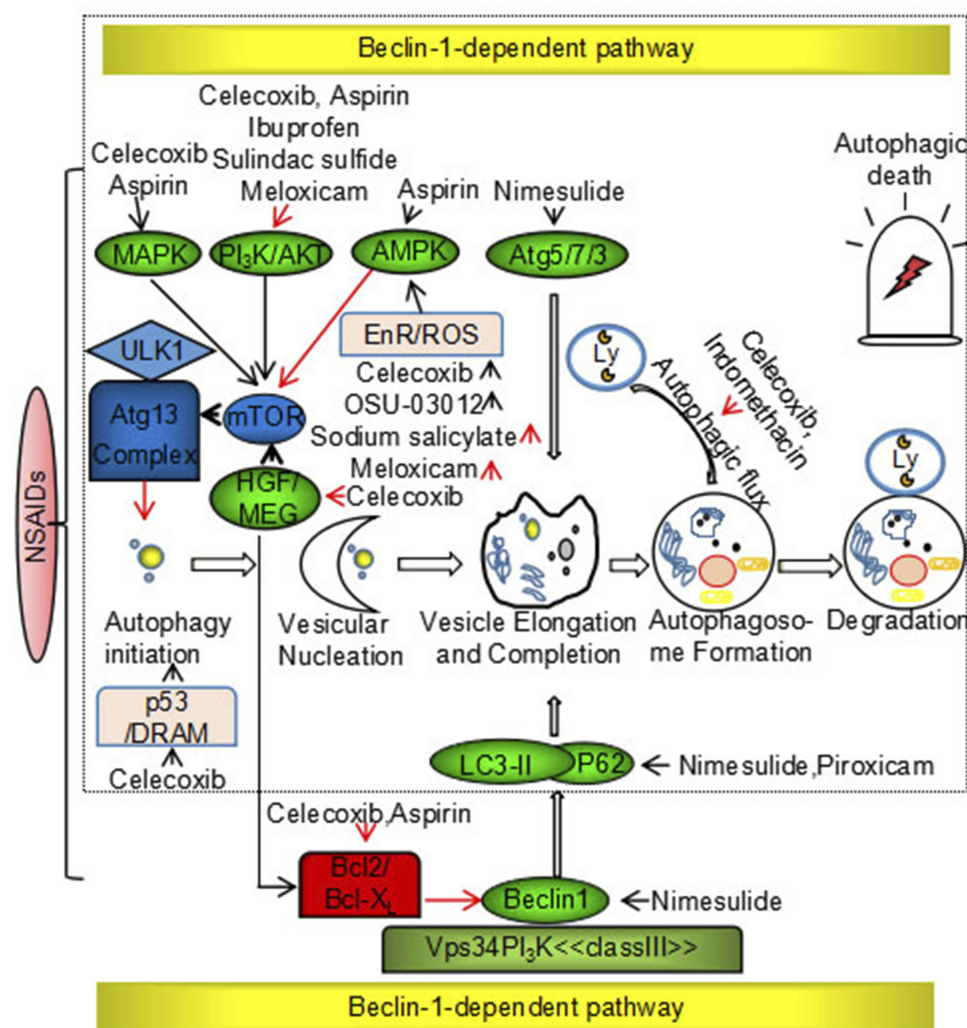 Beclin-1-dependent pathway
Celecoxib, Aspirin
Ibuprofen
Sulindac sulfide
Meloxicam
Celecoxib
Aspirin
Aspirin
Nimesulide
Autophagic
death
MAPK
PI₃K/AKT
AMPK
Atg5/7/3
EnR/ROS
ULK1
Celecoxib
OSU-03012
Sodium salicylate
Meloxicam
Celecoxib
Atg13
Complex
mTOR
HGF/
MEG
Ly
Autophagic flux
Celecoxib,
Indomethacin
Ly
NSAIDs
Autophagy
initiation
Vesicular
Nucleation
Vesicle Elongation
and Completion
Autophagoso-
me Formation
Degradation
p53
/DRAM
Celecoxib
LC3-II
P62
Nimesulide,Piroxicam
Celecoxib,Aspirin
Bcl2/
Bcl-X_L
Beclin1
Nimesulide
Vps34PI₃K<<classIII>>
Beclin-1-dependent pathway